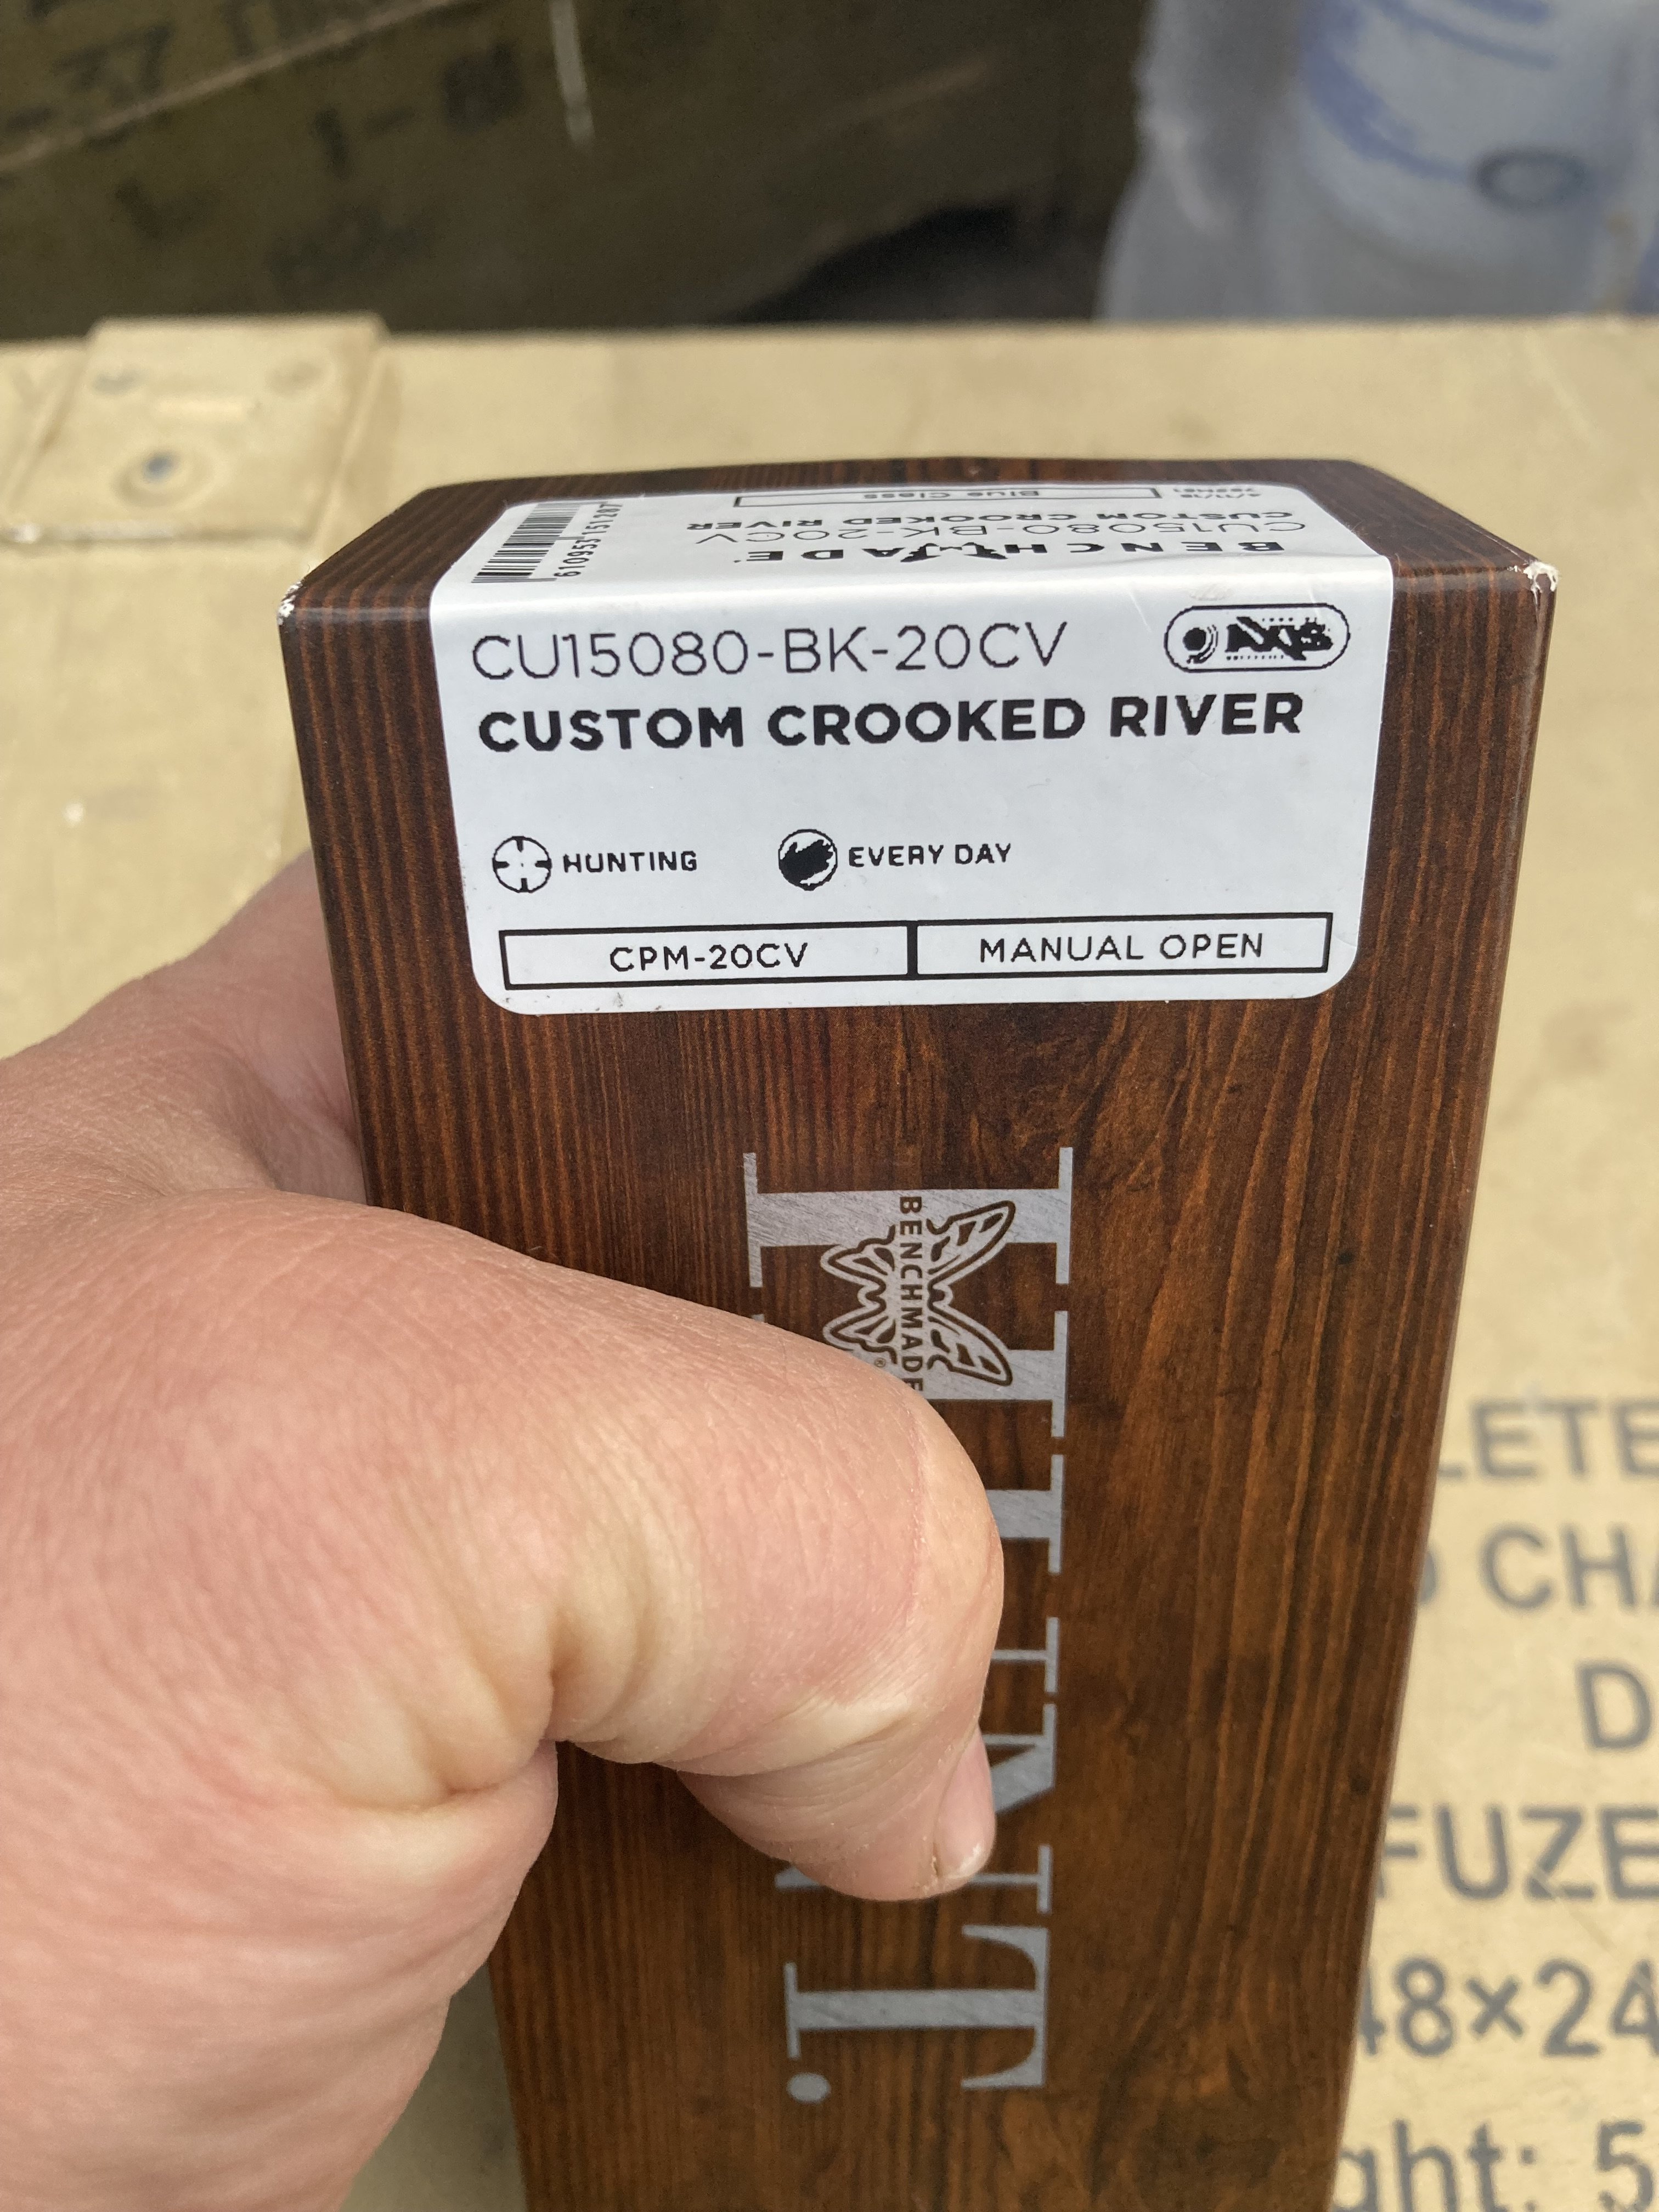 -37
Blue Class
CUSTOM CROOKED RIVER
CU15080-BK-20CV
BENCHMADE
CU15080-BK-20CV
AXIS
CUSTOM CROOKED RIVER
HUNTING
EVERY DAY
CPM-20CV
MANUAL OPEN
BENCHMADE
®
LETE
CHA
D
FUZE
48×24
ght: 5